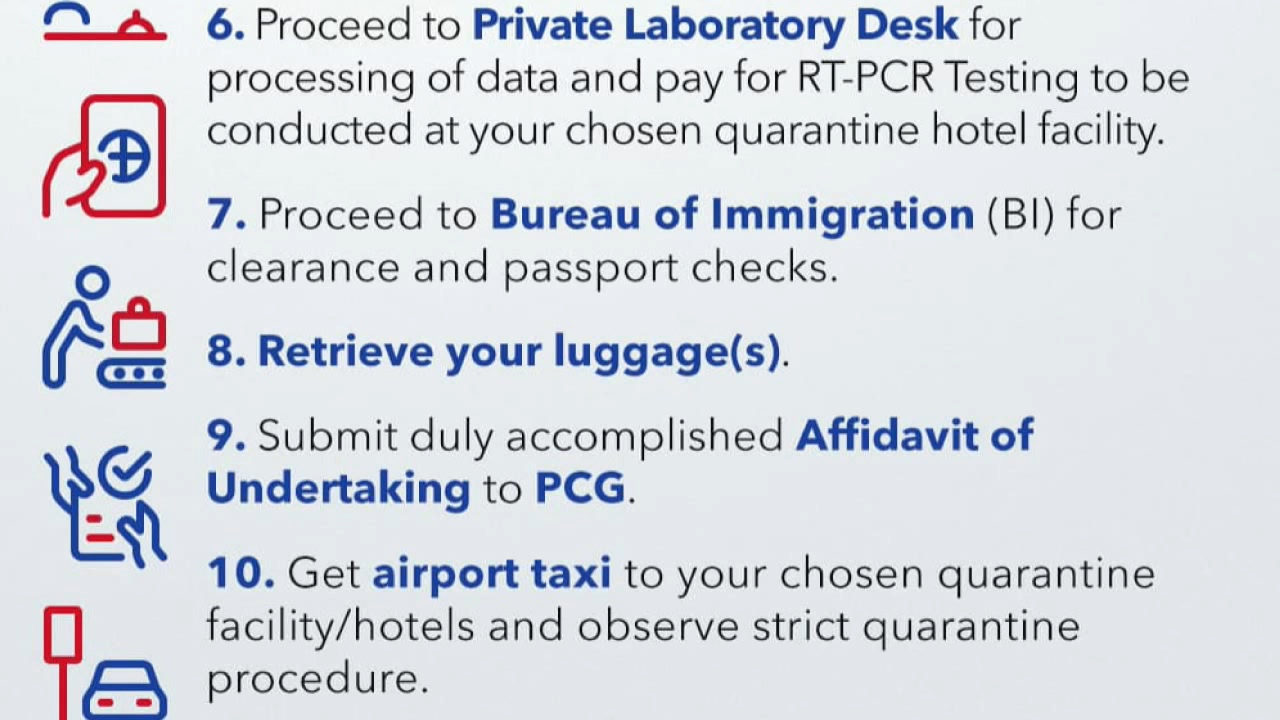 6. Proceed to Private Laboratory Desk for
processing of data and pay for RT-PCR Testing to be
conducted at your chosen quarantine hotel facility.
7. Proceed to Bureau of Immigration (BI) for
clearance and passport checks.
8. Retrieve your luggage(s).
9. Submit duly accomplished Affidavit of
Undertaking to PCG.
10. Get airport taxi to your chosen quarantine
facility/hotels and observe strict quarantine
procedure.